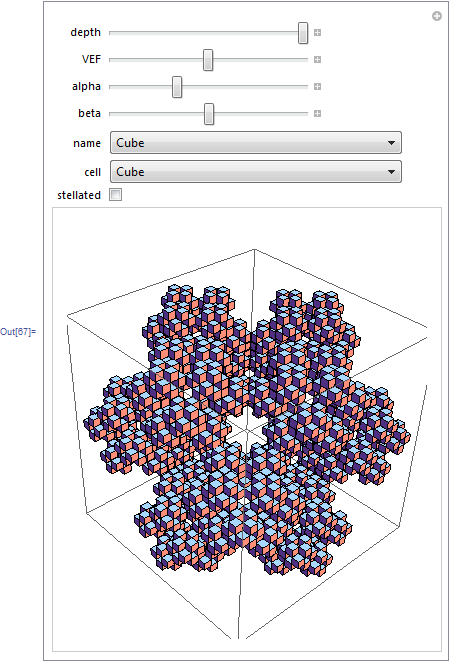 depth
VEF
alpha
beta
name Cube
cell Cube
stellated
Out[67]=